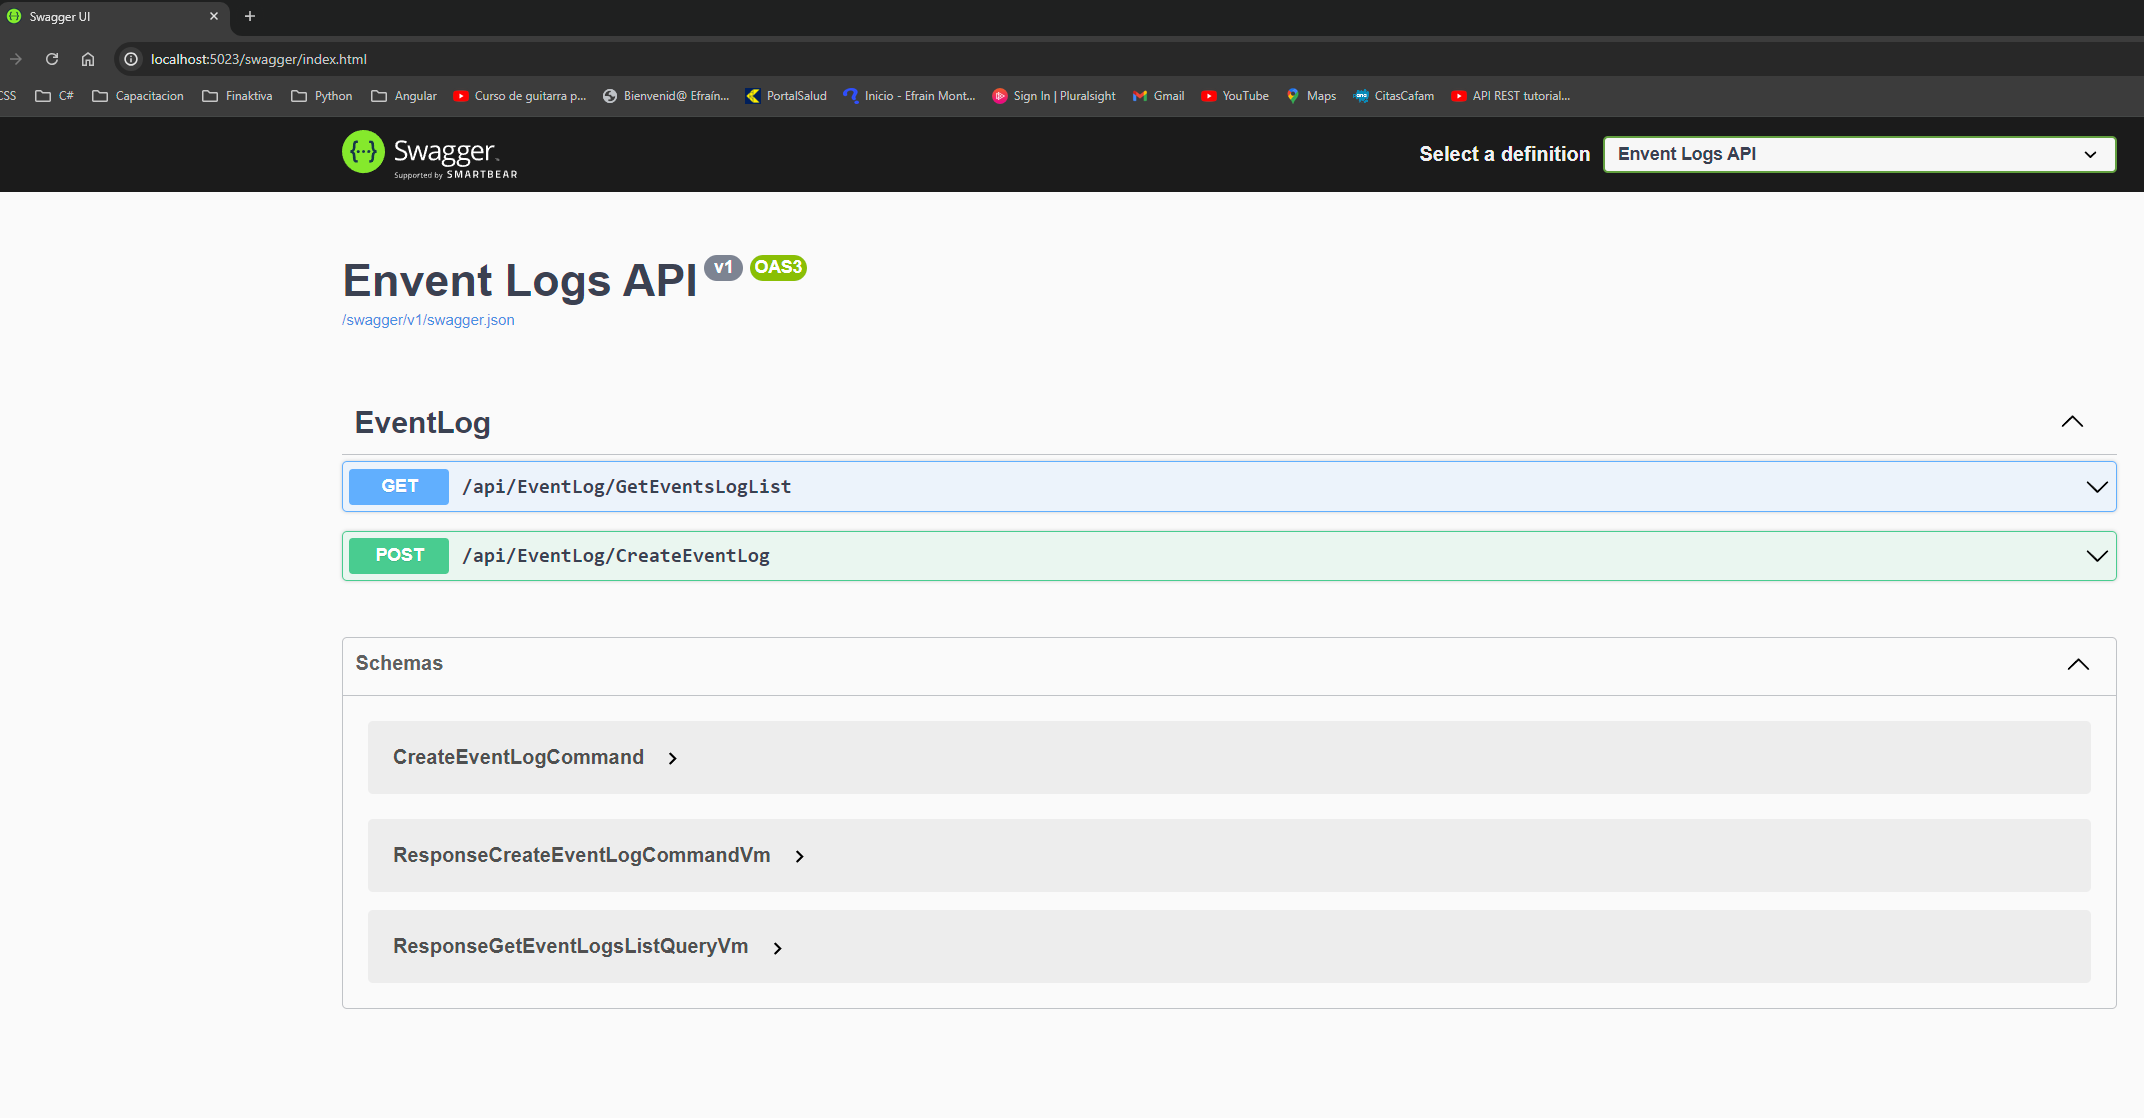 Swagger UI
localhost:5023/swagger/index.html
CSS C# Capacitacion Finaktiva Python Angular Curso de guitarra p... Bienvenid@ Efraín... PortalSalud Inicio - Efrain Mont... Sign In | Pluralsight Gmail YouTube Maps CitasCafam API REST tutorial...
Swagger
Supported by SMARTBEAR
Select a definition Envent Logs API
Envent Logs API v1 OAS3
/swagger/v1/swagger.json
EventLog
GET /api/EventLog/GetEventsLogList
POST /api/EventLog/CreateEventLog
Schemas
CreateEventLogCommand
ResponseCreateEventLogCommandVm
ResponseGetEventLogsListQueryVm